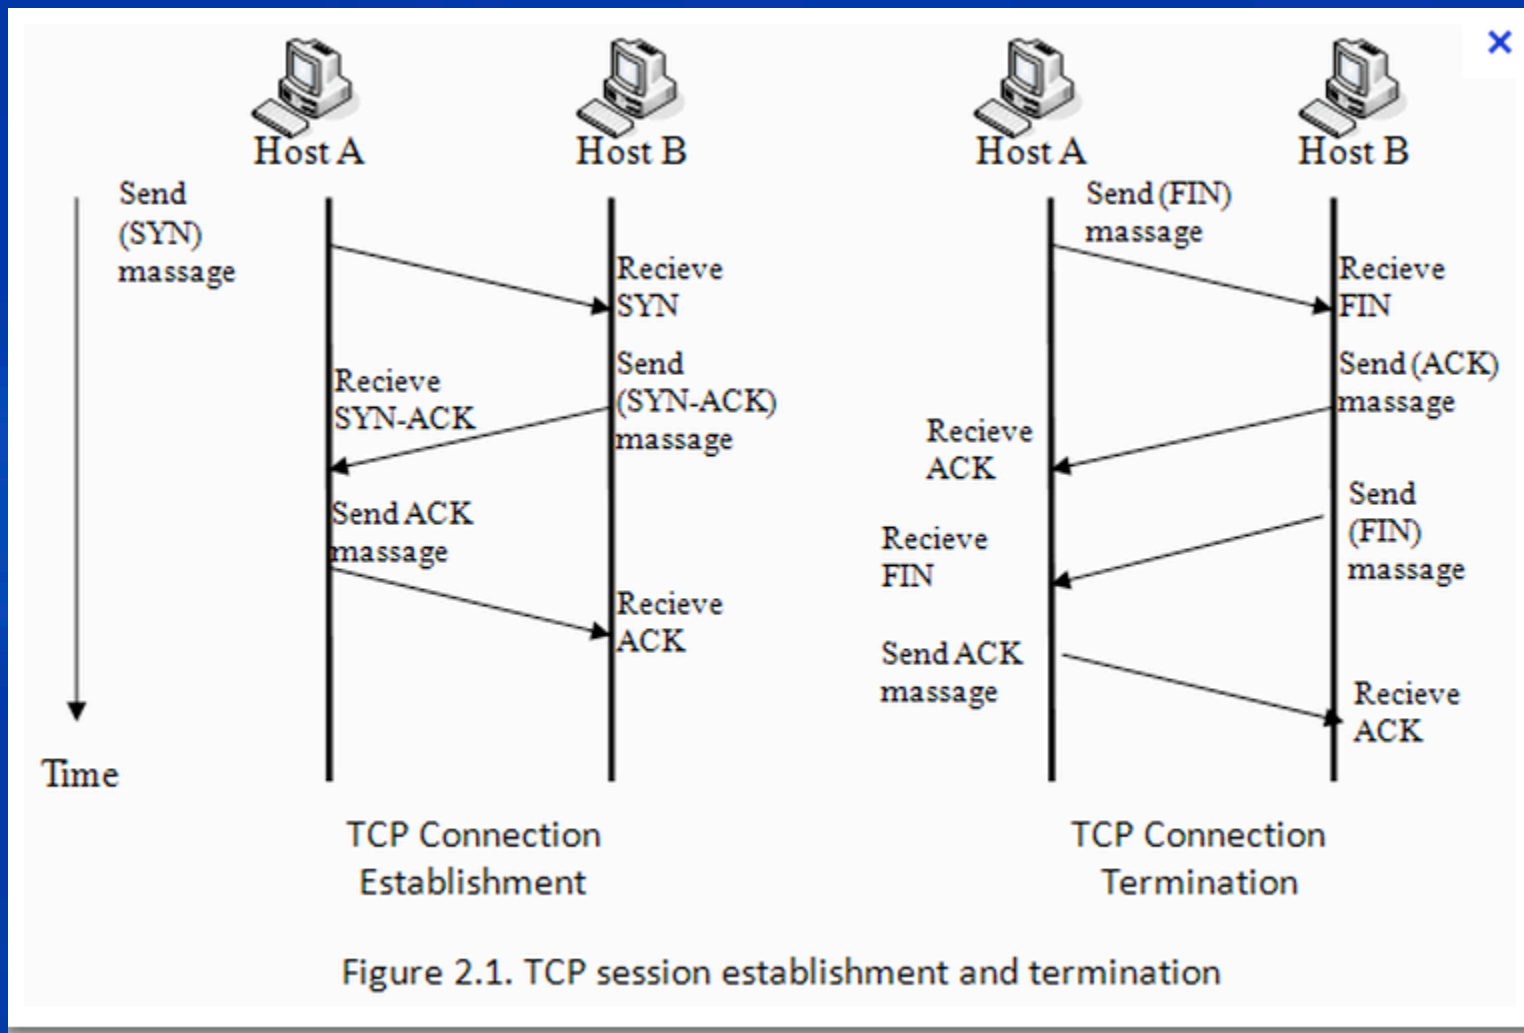 Host A
Host B
Send
(SYN)
massage
Recieve
SYN
Send
(SYN-ACK)
massage
Recieve
SYN-ACK
Send ACK
massage
Recieve
ACK
Time
TCP Connection
Establishment
Host A
Host B
Send (FIN)
massage
Recieve
FIN
Send (ACK)
massage
Recieve
ACK
Send
(FIN)
massage
Recieve
FIN
Send ACK
massage
Recieve
ACK
TCP Connection
Termination
Figure 2.1. TCP session establishment and termination